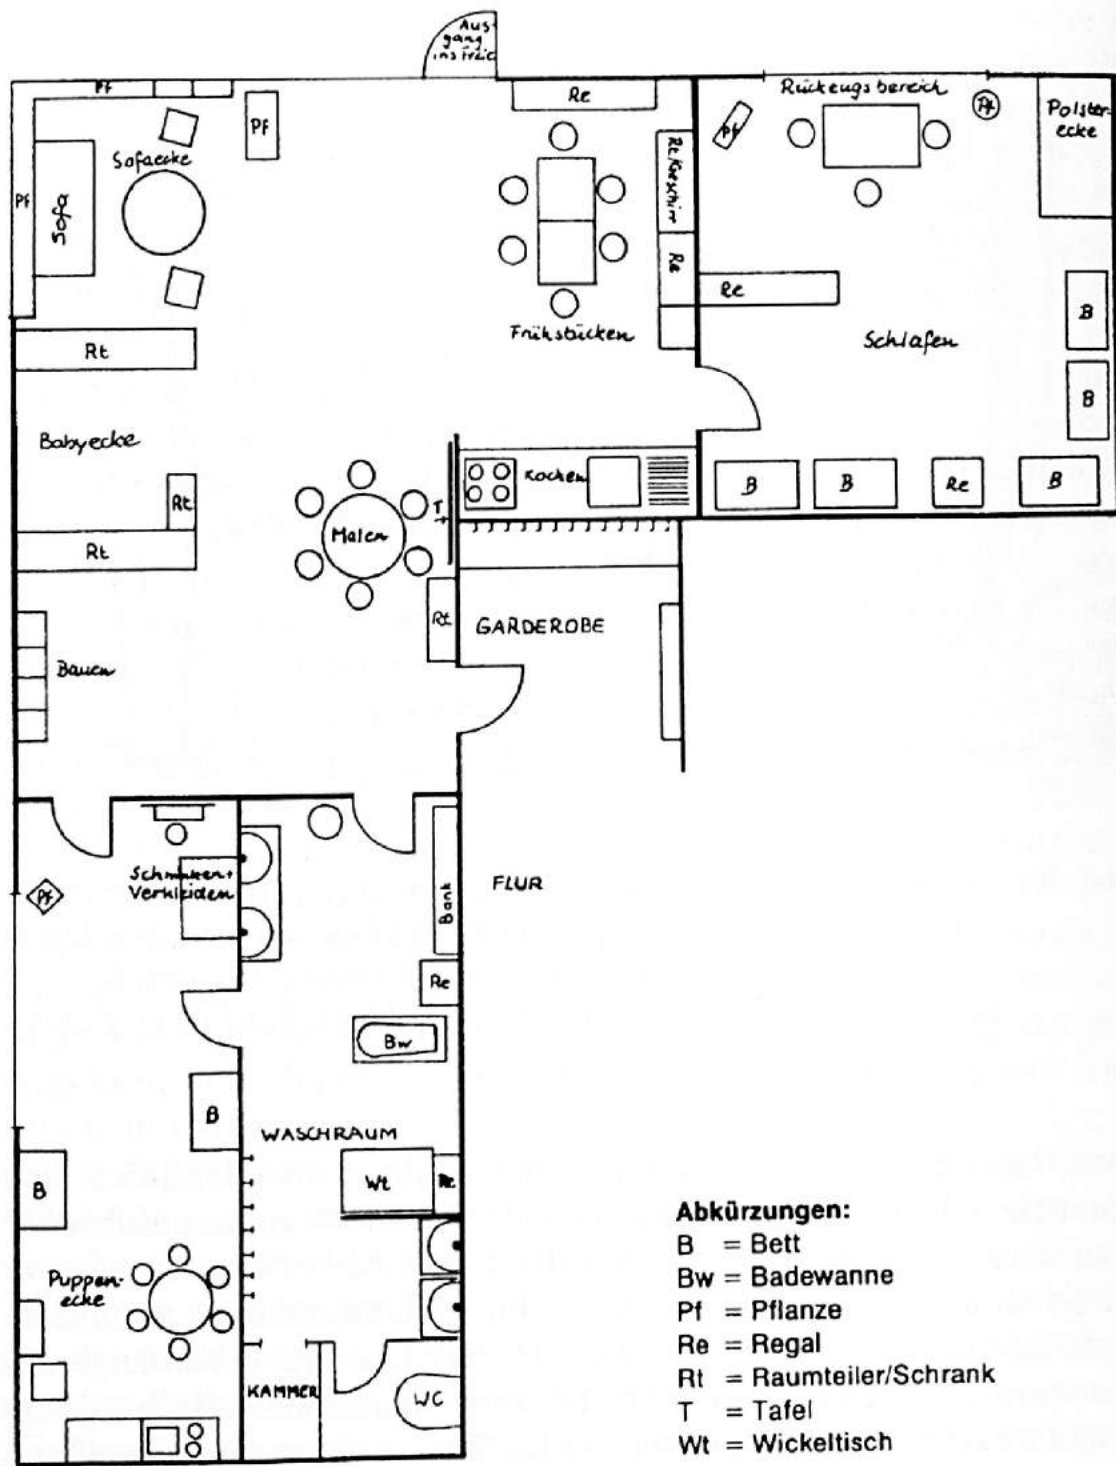 Aus-
gang
ins Freie
Pf
Re
Rückzugsbereich
Pf
Polster-
ecke
Pf
Pf
Sofaecke
Rt/Geschirr
Pf
Sofa
Re
Re
B
Frühstücken
Schlafen
Rt
B
Babyecke
Kochen
B
B
Re
B
Rt
T
Malen
Rt
Rt
GARDEROBE
Bauen
Schminken +
Verkleiden
Pf
Bank
FLUR
Re
Bw
B
WASCHRAUM
B
Wt
Re
Puppen-
ecke
KAMMER
WC
Abkürzungen:
B = Bett
Bw = Badewanne
Pf = Pflanze
Re = Regal
Rt = Raumteiler/Schrank
T = Tafel
Wt = Wickeltisch